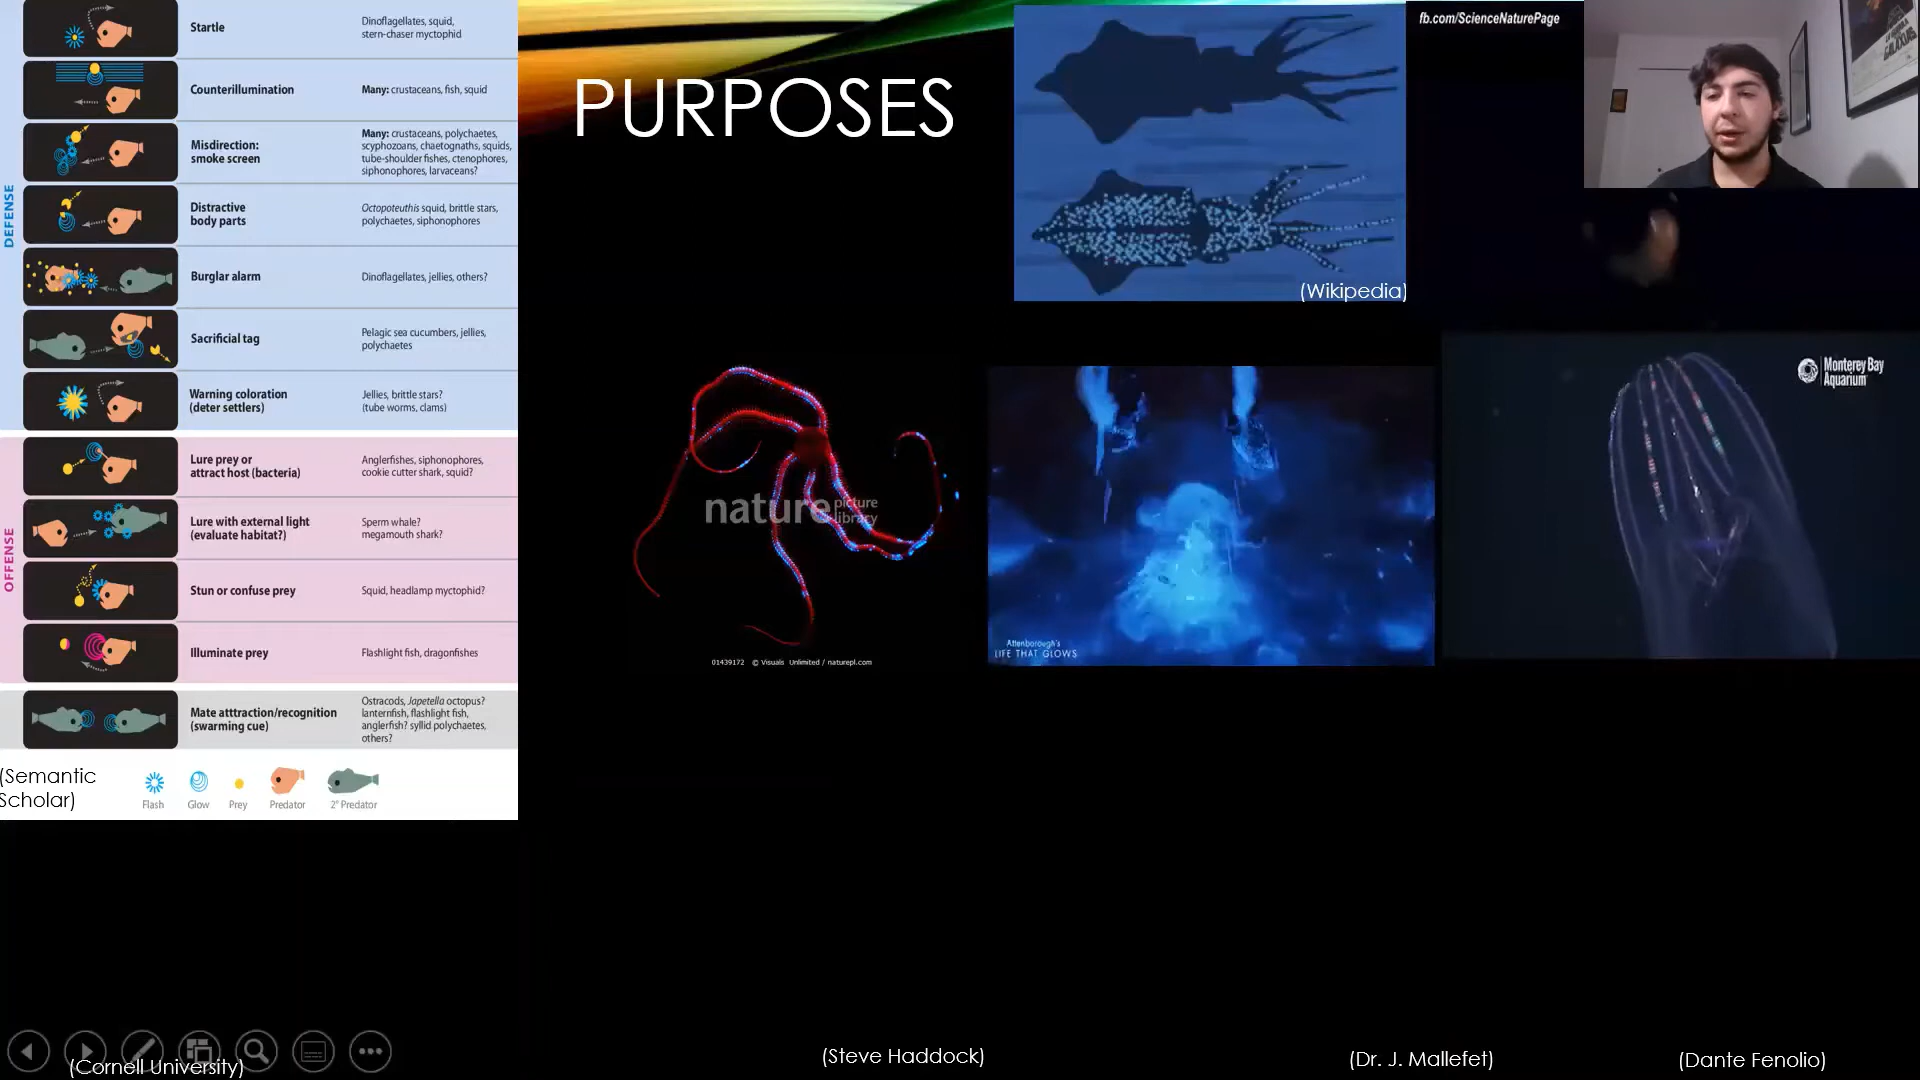 Startle
Dinoflagellates, squid,
stern-chaser myctophid
Counterillumination
Many: crustaceans, fish, squid
Misdirection:
smoke screen
Many: crustaceans, polychaetes,
scyphozoans, chaetognaths, squids,
tube-shoulder fishes, ctenophores,
siphonophores, larvaceans?
Distractive
body parts
Octopoteuthis squid, brittle stars,
polychaetes, siphonophores
Burglar alarm
Dinoflagellates, jellies, others?
Sacrificial tag
Pelagic sea cucumbers, jellies,
polychaetes
Warning coloration
(deter settlers)
Jellies, brittle stars?
(tube worms, clams)
DEFENSE
Lure prey or
attract host (bacteria)
Anglerfishes, siphonophores,
cookie cutter shark, squid?
Lure with external light
(evaluate habitat?)
Sperm whale?
megamouth shark?
Stun or confuse prey
Squid, headlamp myctophid?
Illuminate prey
Flashlight fish, dragonfishes
OFFENSE
Mate atttraction/recognition
(swarming cue)
Ostracods, Japetella octopus?
lanternfish, flashlight fish,
anglerfish? syllid polychaetes,
others?
(Semantic
Scholar)
Flash
Glow
Prey
Predator
2° Predator
PURPOSES
(Wikipedia)
fb.com/ScienceNaturePage
nature picture
library
01439172 © Visuals Unlimited / naturepl.com
Attenborough's
LIFE THAT GLOWS
Monterey Bay
Aquarium
(Cornell University)
(Steve Haddock)
(Dr. J. Mallefet)
(Dante Fenolio)